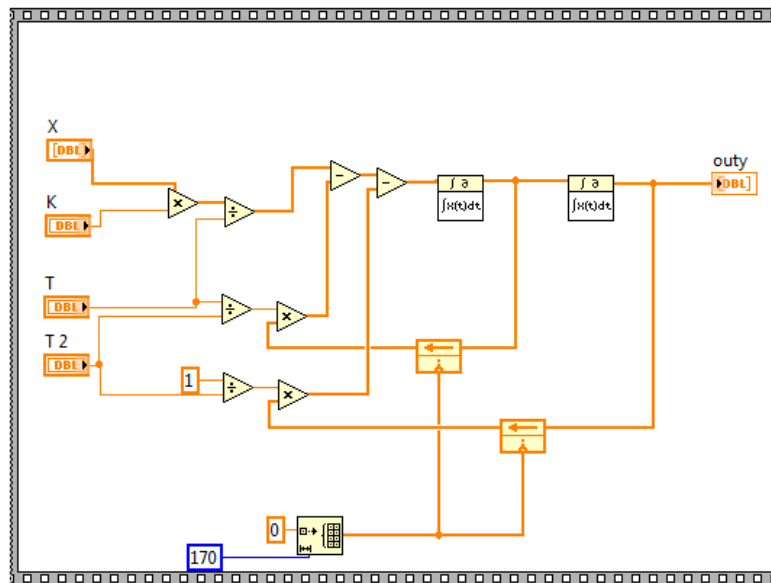 X
[DBL]
outy
DBL]
K
DBL
∫∂
∫X(t)dt
∫∂
∫X(t)dt
×
÷
−
−
T
DBL
÷
×
T 2
DBL
1
÷
×
0
170